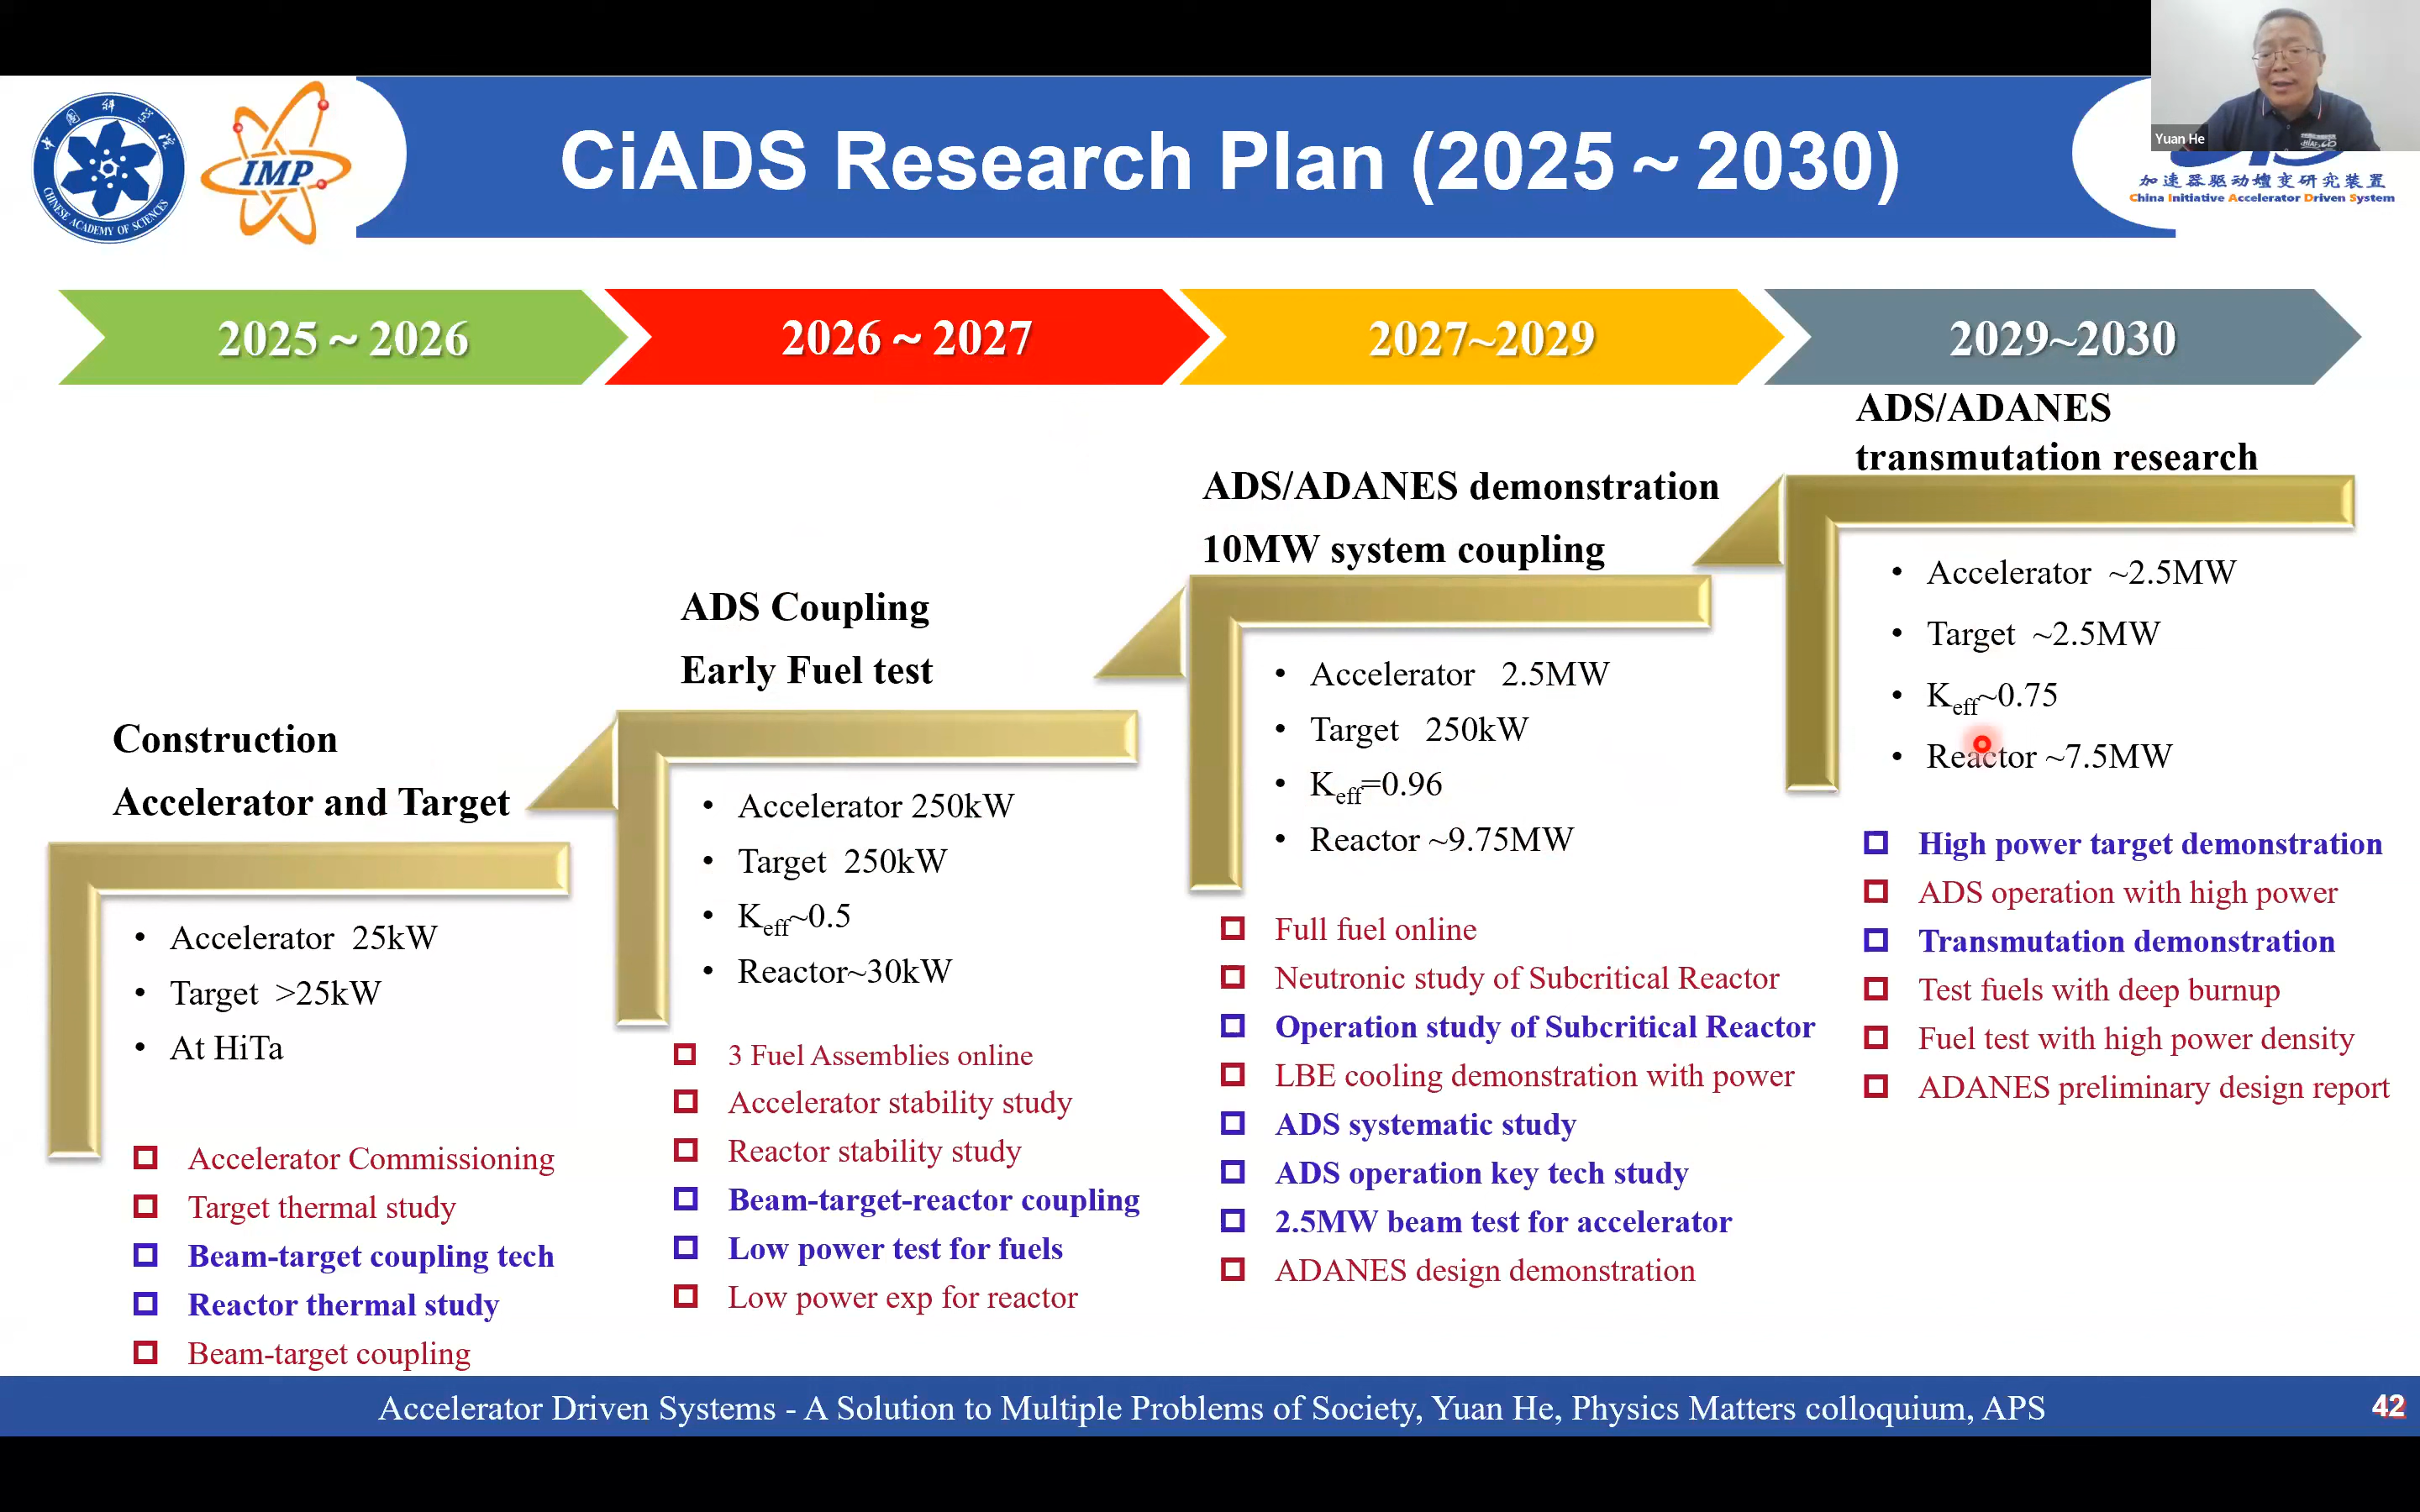 Yuan He
中国科学院
CHINESE ACADEMY OF SCIENCES
IMP
CiADS Research Plan (2025～2030)
加速器驱动嬗变研究装置
China Initiative Accelerator Driven System
2025～2026
2026～2027
2027~2029
2029~2030
Construction
Accelerator and Target
• Accelerator 25kW
• Target >25kW
• At HiTa
Accelerator Commissioning
Target thermal study
Beam-target coupling tech
Reactor thermal study
Beam-target coupling
ADS Coupling
Early Fuel test
• Accelerator 250kW
• Target 250kW
• Keff~0.5
• Reactor~30kW
3 Fuel Assemblies online
Accelerator stability study
Reactor stability study
Beam-target-reactor coupling
Low power test for fuels
Low power exp for reactor
ADS/ADANES demonstration
10MW system coupling
• Accelerator 2.5MW
• Target 250kW
• Keff=0.96
• Reactor ~9.75MW
Full fuel online
Neutronic study of Subcritical Reactor
Operation study of Subcritical Reactor
LBE cooling demonstration with power
ADS systematic study
ADS operation key tech study
2.5MW beam test for accelerator
ADANES design demonstration
ADS/ADANES
transmutation research
• Accelerator ~2.5MW
• Target ~2.5MW
• Keff~0.75
• Reactor ~7.5MW
High power target demonstration
ADS operation with high power
Transmutation demonstration
Test fuels with deep burnup
Fuel test with high power density
ADANES preliminary design report
Accelerator Driven Systems - A Solution to Multiple Problems of Society, Yuan He, Physics Matters colloquium, APS
42